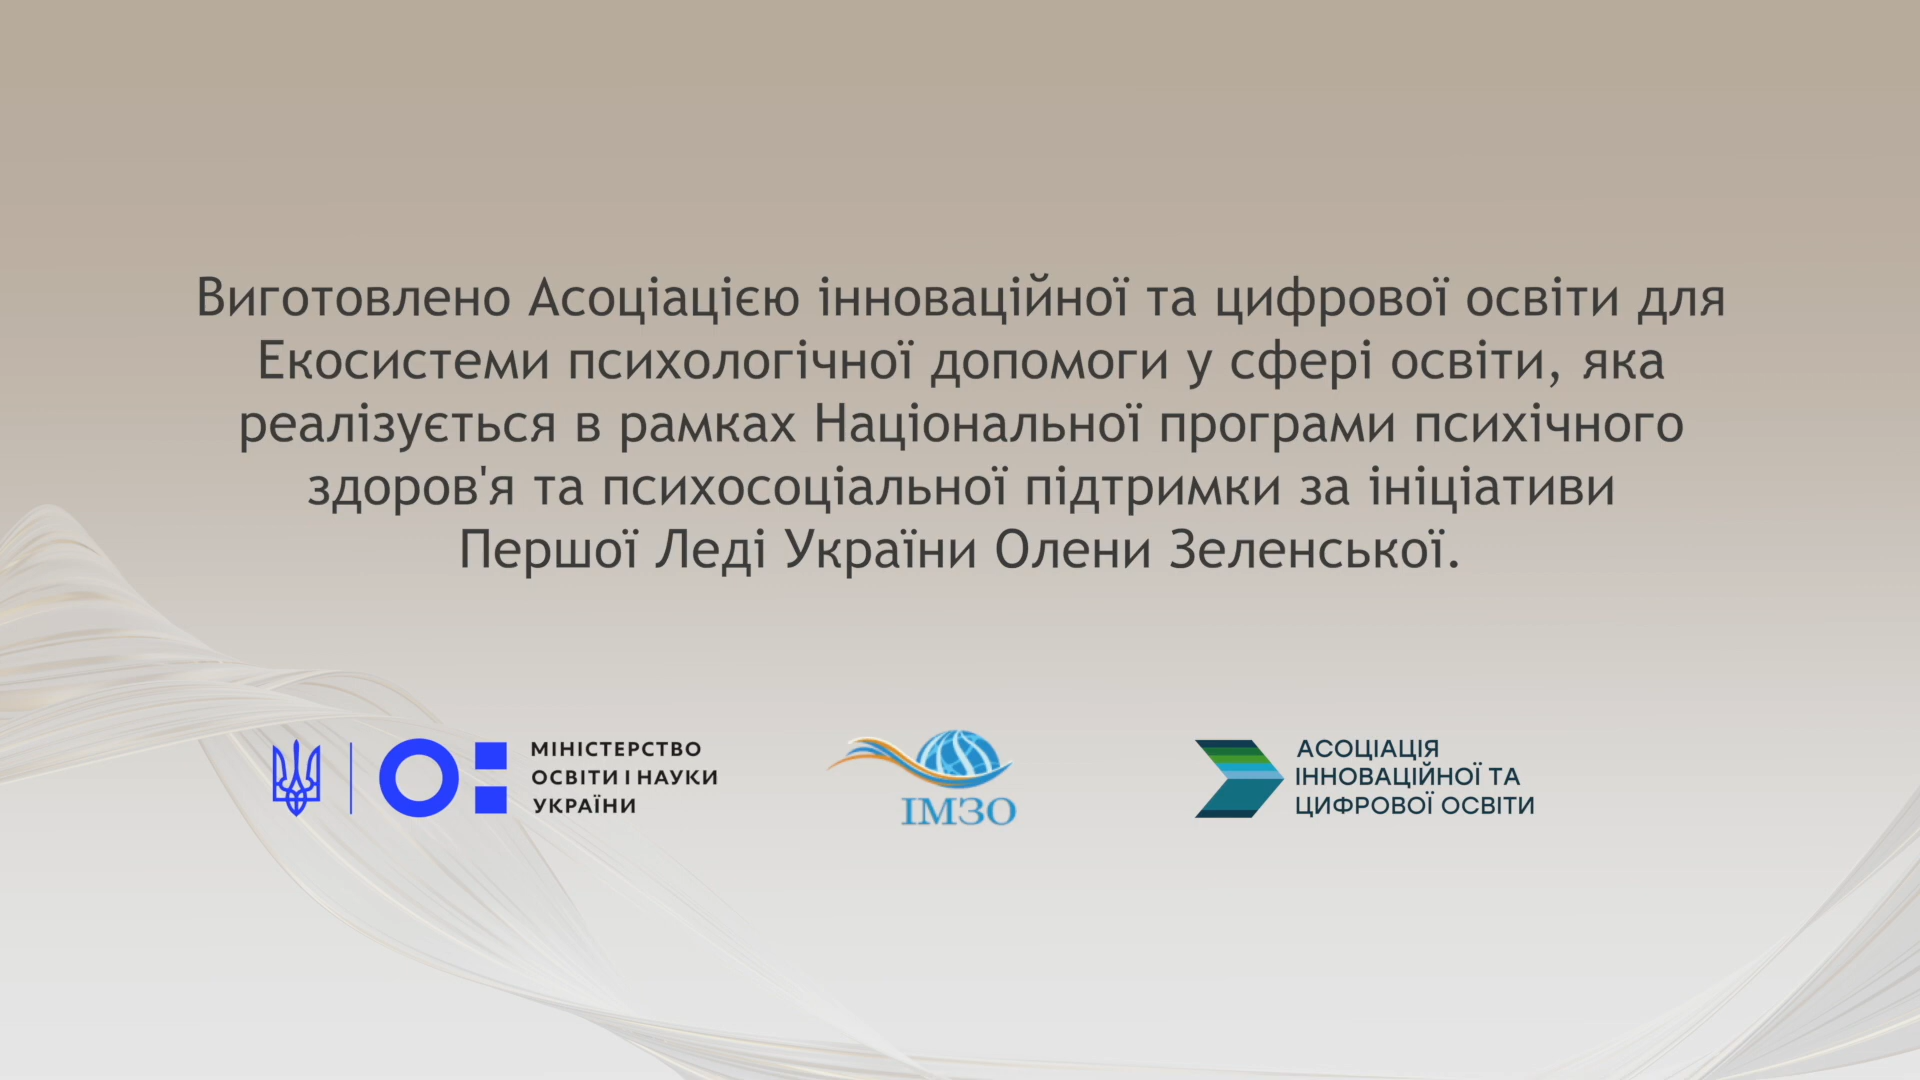 Виготовлено Асоціацією інноваційної та цифрової освіти для
Екосистеми психологічної допомоги у сфері освіти, яка
реалізується в рамках Національної програми психічного
здоров'я та психосоціальної підтримки за ініціативи
Першої Леді України Олени Зеленської.
МІНІСТЕРСТВО
ОСВІТИ І НАУКИ
УКРАЇНИ
ІМЗО
АСОЦІАЦІЯ
ІННОВАЦІЙНОЇ ТА
ЦИФРОВОЇ ОСВІТИ